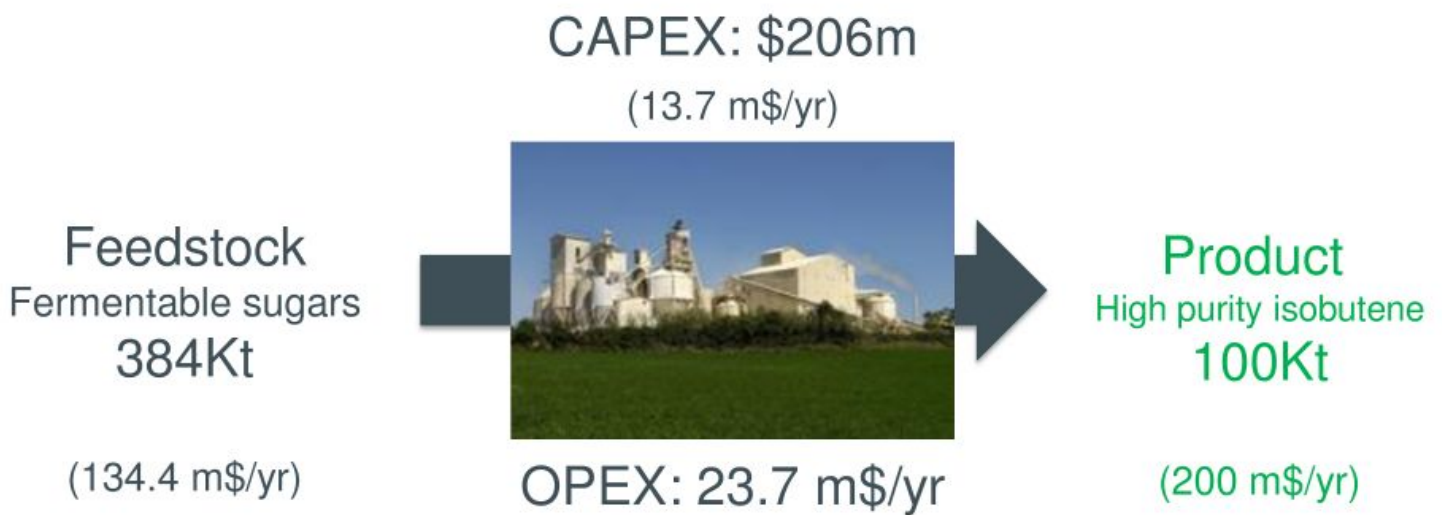 CAPEX: $206m
(13.7 m$/yr)
Feedstock
Fermentable sugars
384Kt
(134.4 m$/yr)
OPEX: 23.7 m$/yr
Product
High purity isobutene
100Kt
(200 m$/yr)